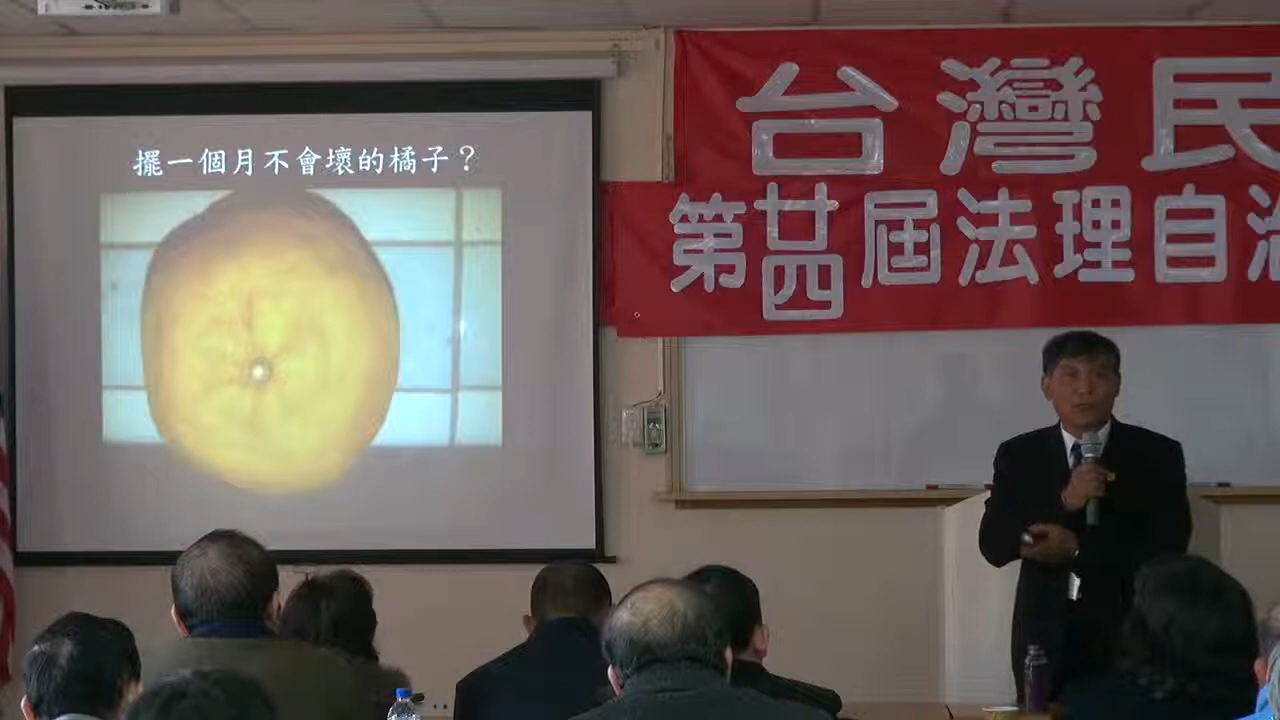 擺一個月不會壞的橘子？
台灣民
第廿四屆法理自